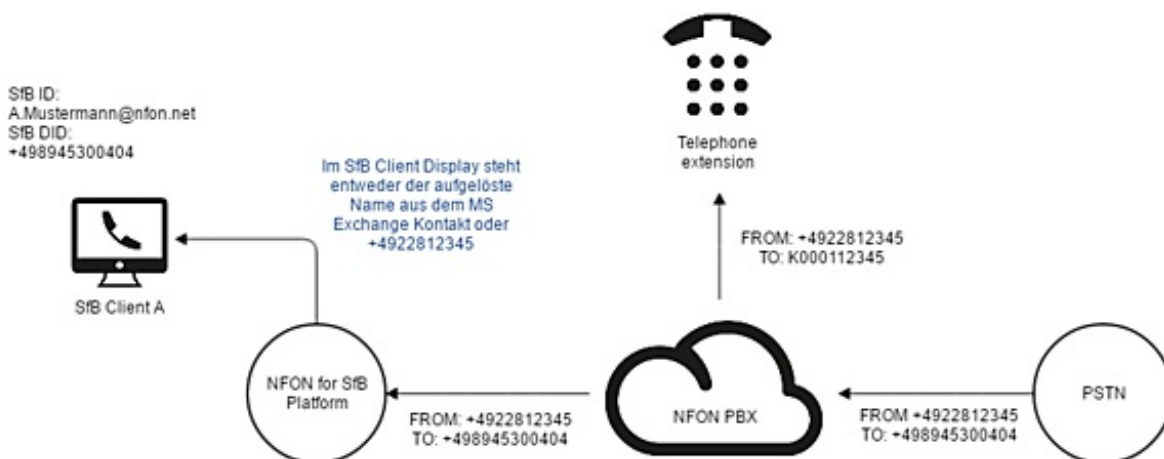 SfB ID:
A.Mustermann@nfon.net
SfB DID:
+498945300404
SfB Client A
Im SfB Client Display steht
entweder der aufgelöste
Name aus dem MS
Exchange Kontakt oder
+4922812345
Telephone
extension
FROM: +4922812345
TO: K000112345
NFON for SfB
Platform
FROM: +4922812345
TO: +498945300404
NFON PBX
FROM +4922812345
TO: +498945300404
PSTN